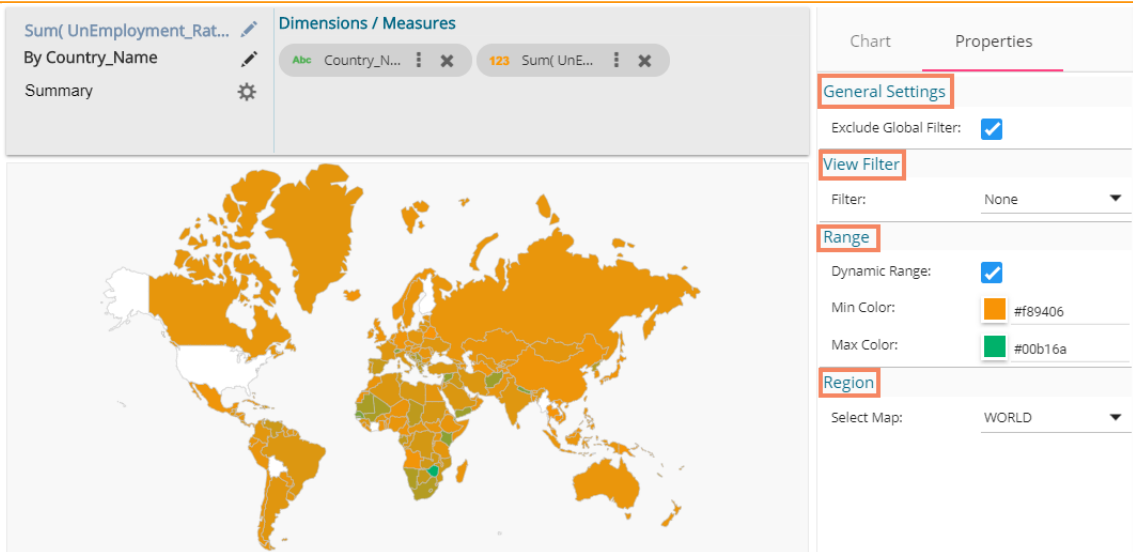 Sum( UnEmployment_Rat...
By Country_Name
Summary
Dimensions / Measures
Abc Country_N...
123 Sum( UnE...
Chart Properties
General Settings
Exclude Global Filter:
View Filter
Filter: None
Range
Dynamic Range:
Min Color: #f89406
Max Color: #00b16a
Region
Select Map: WORLD